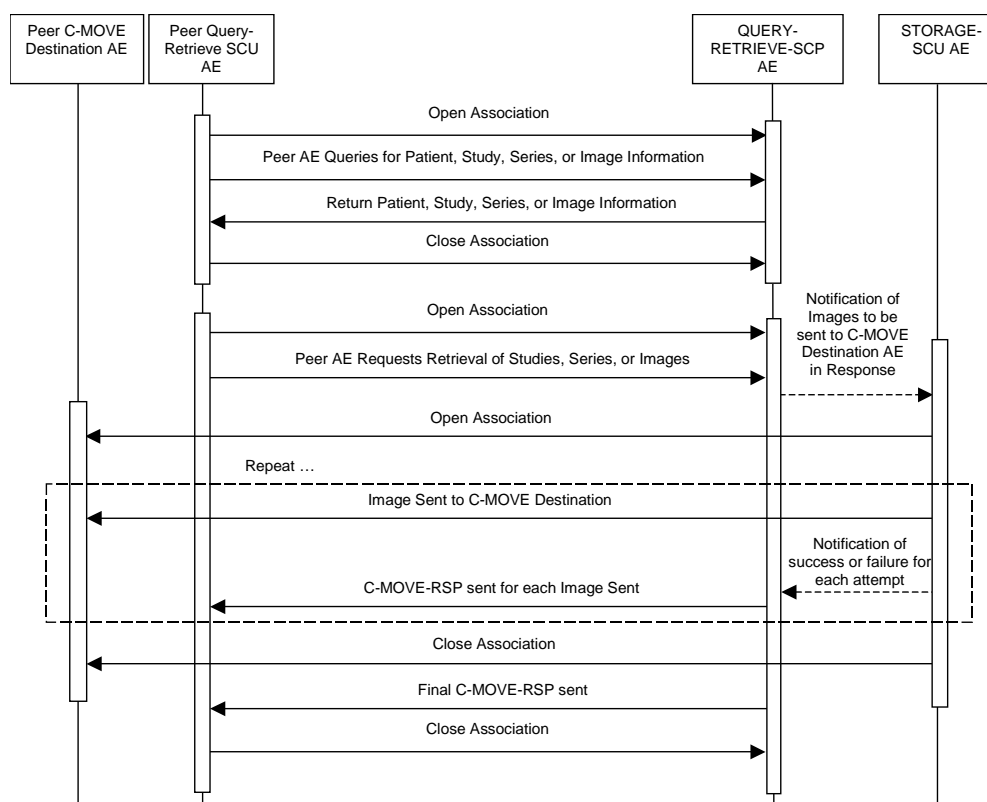 Peer C-MOVE
Destination AE
Peer Query-
Retrieve SCU
AE
QUERY-
RETRIEVE-SCP
AE
STORAGE-
SCU AE
Open Association
Peer AE Queries for Patient, Study, Series, or Image Information
Return Patient, Study, Series, or Image Information
Close Association
Open Association
Notification of
Images to be
sent to C-MOVE
Destination AE
in Response
Peer AE Requests Retrieval of Studies, Series, or Images
Open Association
Repeat …
Image Sent to C-MOVE Destination
Notification of
success or failure for
each attempt
C-MOVE-RSP sent for each Image Sent
Close Association
Final C-MOVE-RSP sent
Close Association